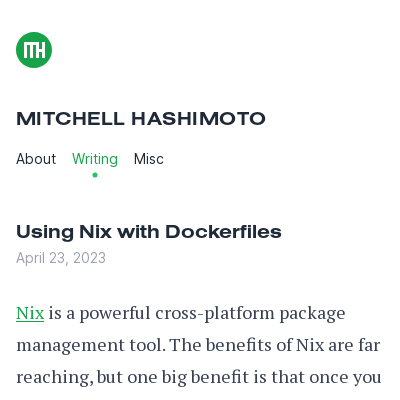 MH
MITCHELL HASHIMOTO
About Writing Misc
Using Nix with Dockerfiles
April 23, 2023
Nix is a powerful cross-platform package
management tool. The benefits of Nix are far
reaching, but one big benefit is that once you